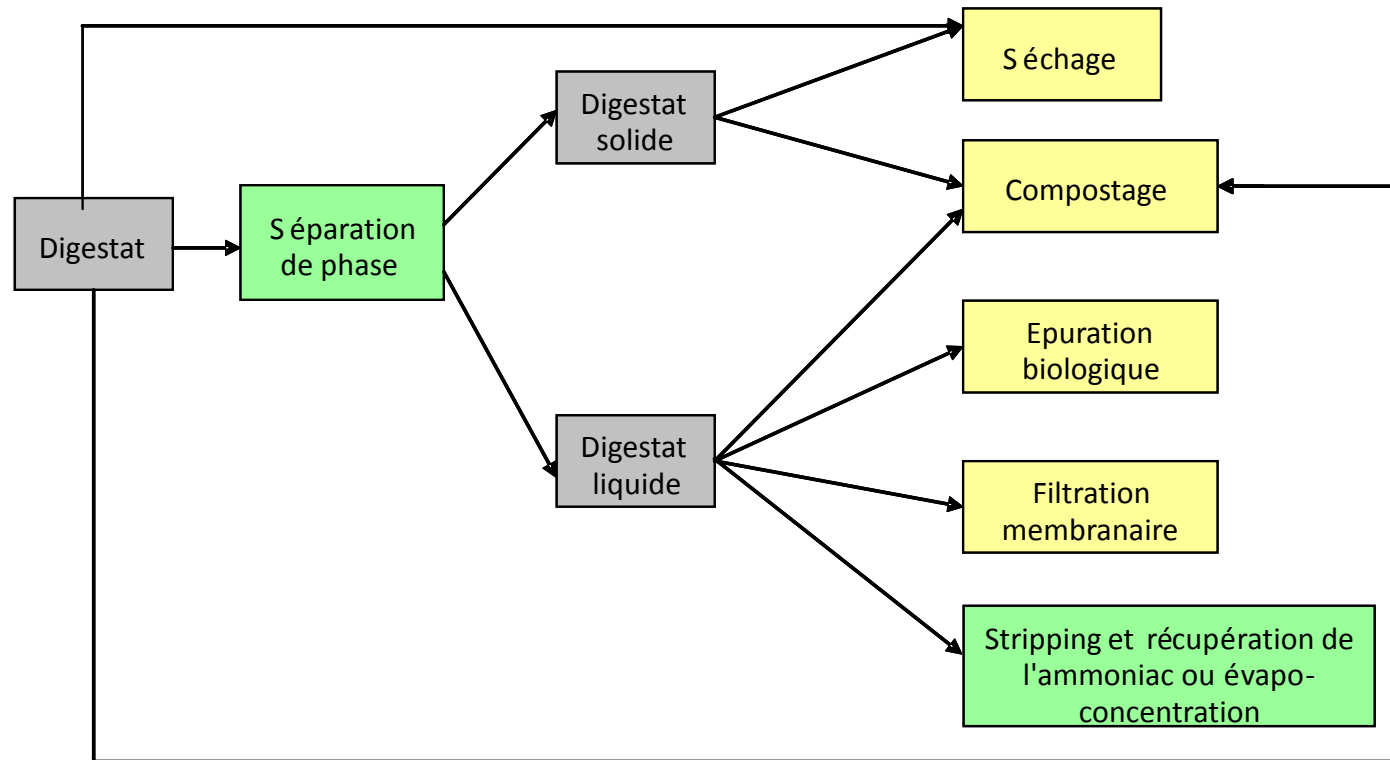 Digestat
S éparation
de phase
Digestat
solide
Digestat
liquide
S échage
Compostage
Epuration
biologique
Filtration
membranaire
Stripping et récupération de
l'ammoniac ou évapo-
concentration